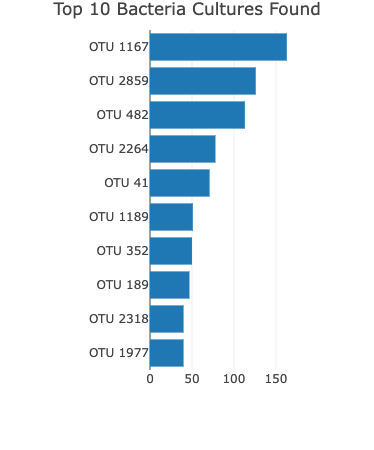 Top 10 Bacteria Cultures Found
OTU 1167
OTU 2859
OTU 482
OTU 2264
OTU 41
OTU 1189
OTU 352
OTU 189
OTU 2318
OTU 1977
0 50 100 150